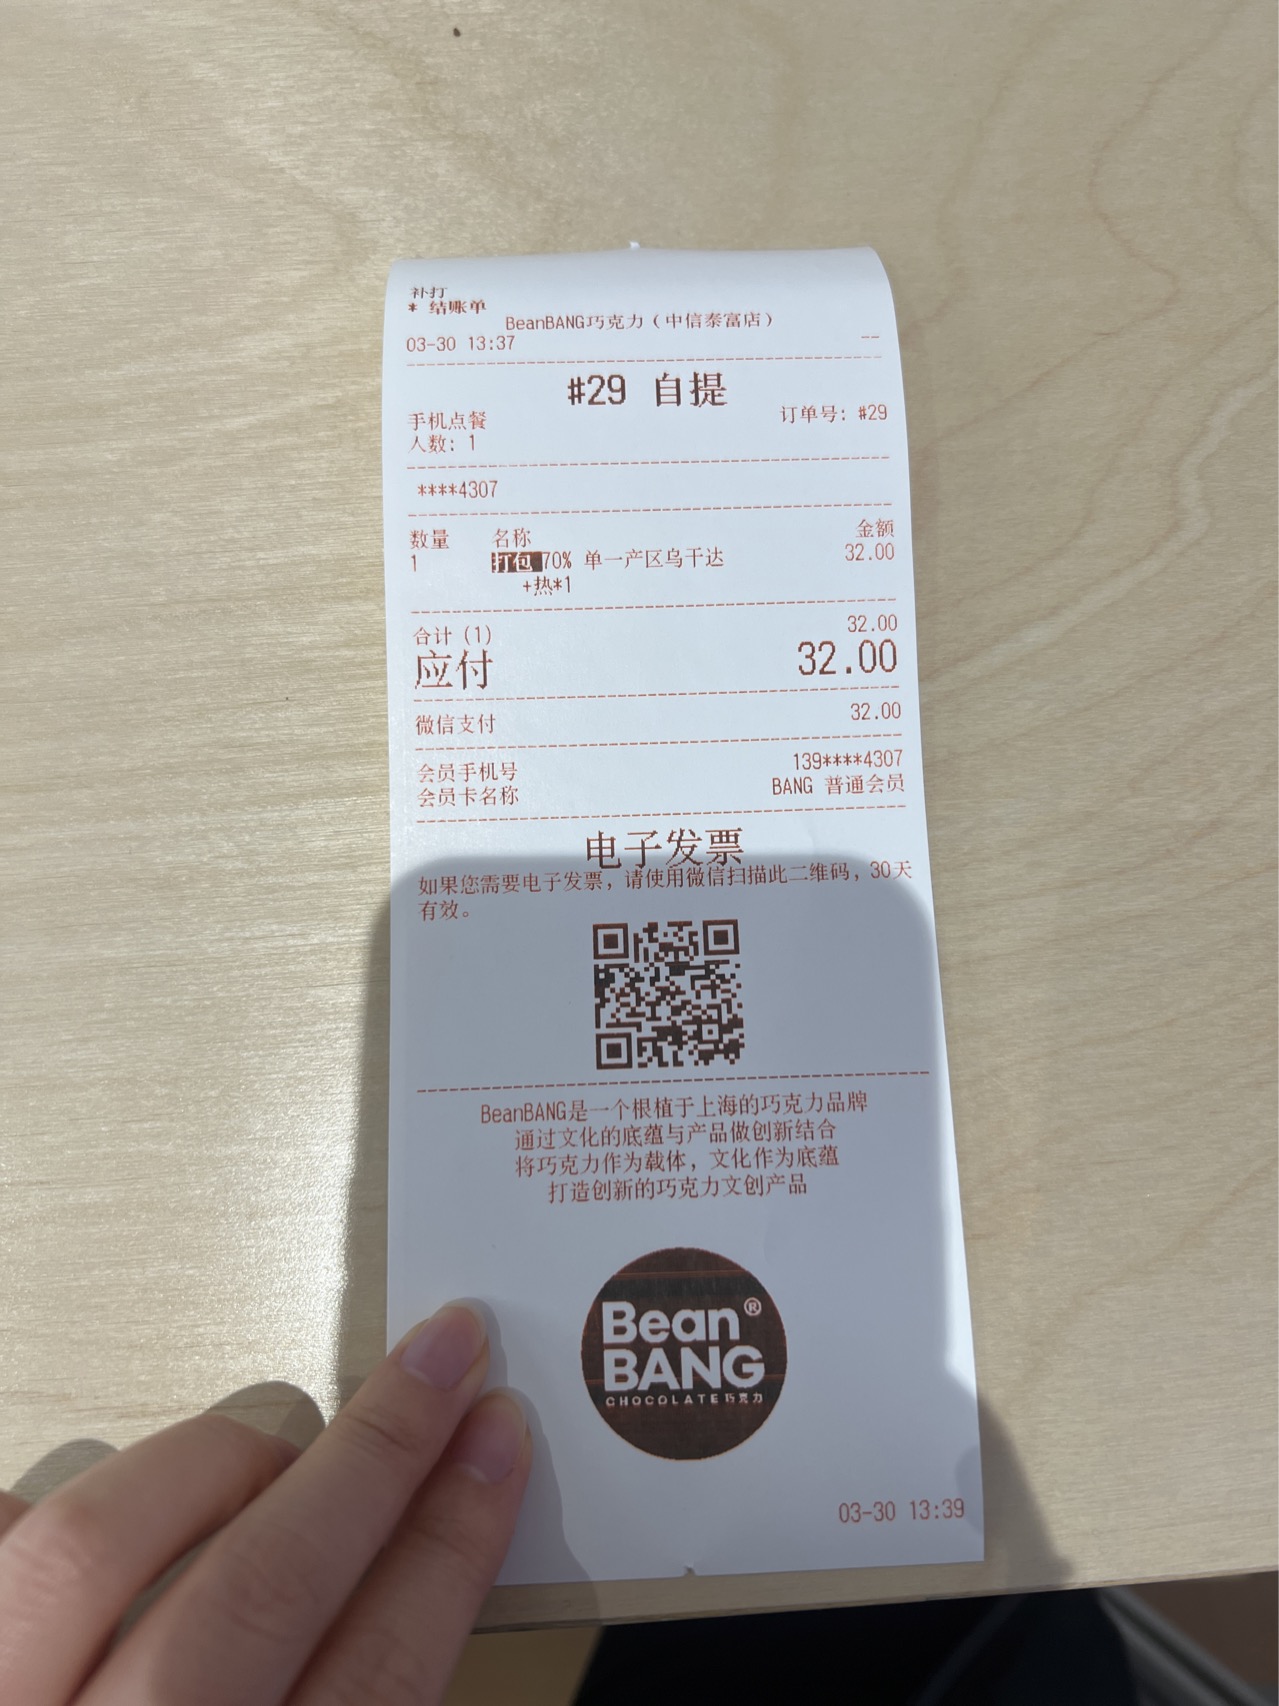 补打
* 结账单
BeanBANG巧克力（中信泰富店）
03-30 13:37 --
#29 自提
手机点餐 订单号: #29
人数: 1
****4307
数量 名称 金额
1 打包 70% 单一产区乌干达 32.00
+热*1
合计 (1) 32.00
应付 32.00
微信支付 32.00
会员手机号 139****4307
会员卡名称 BANG 普通会员
电子发票
如果您需要电子发票，请使用微信扫描此二维码，30天
有效。
BeanBANG是一个根植于上海的巧克力品牌
通过文化的底蕴与产品做创新结合
将巧克力作为载体，文化作为底蕴
打造创新的巧克力文创产品
Bean®
BANG
CHOCOLATE 巧克力
03-30 13:39